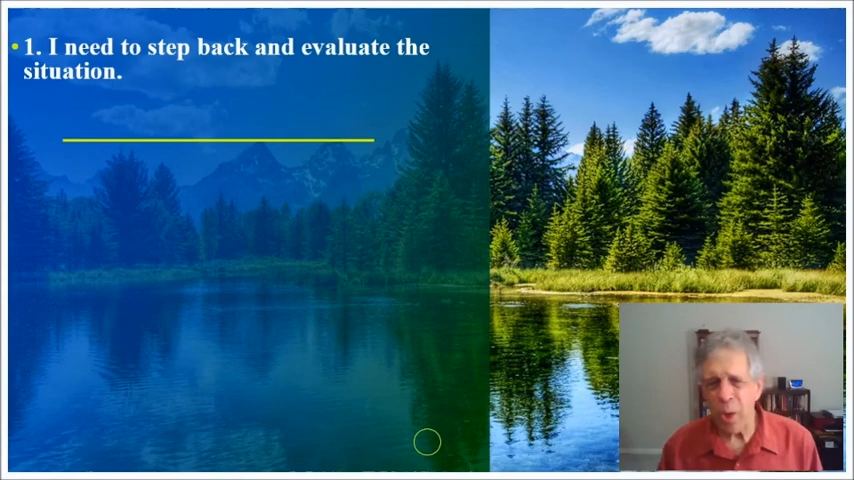 • 1. I need to step back and evaluate the
situation.